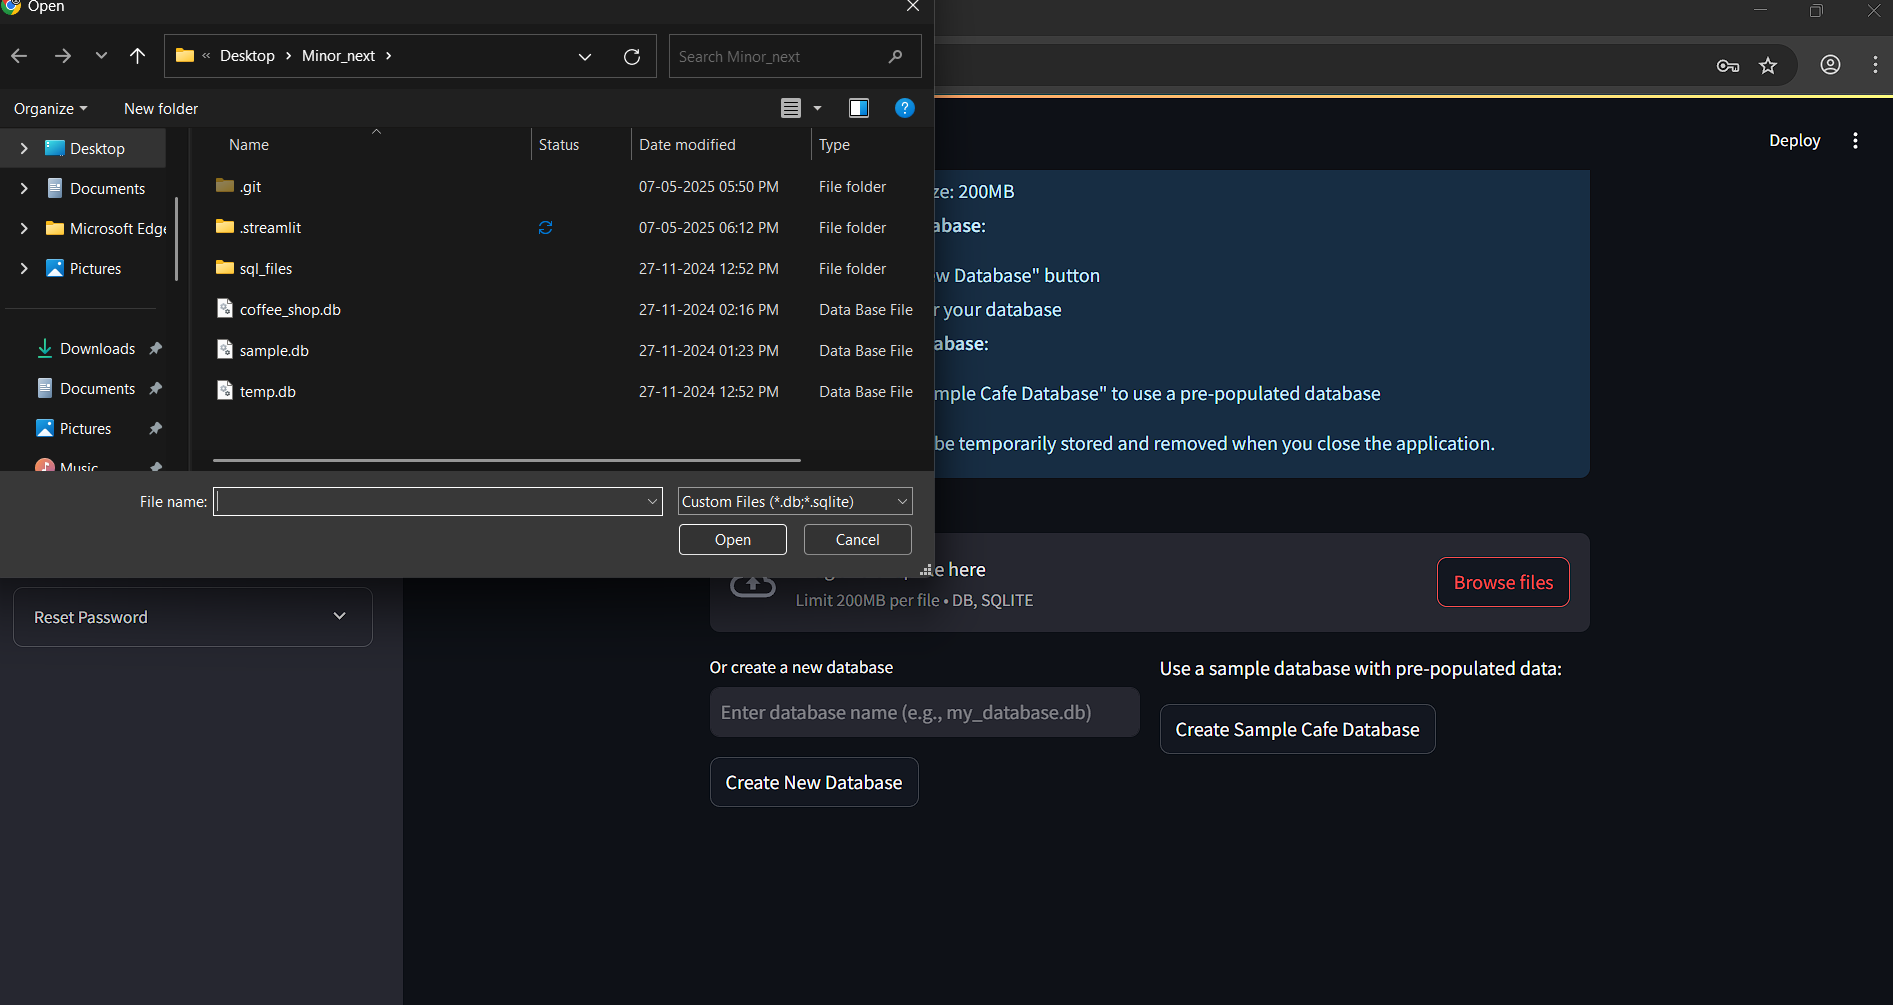 Open
Desktop > Minor_next >
Search Minor_next
Organize
New folder
Name
Status
Date modified
Type
Desktop
Documents
Microsoft Edge
Pictures
Downloads
Documents
Pictures
Music
.git 07-05-2025 05:50 PM File folder
.streamlit 07-05-2025 06:12 PM File folder
sql_files 27-11-2024 12:52 PM File folder
coffee_shop.db 27-11-2024 02:16 PM Data Base File
sample.db 27-11-2024 01:23 PM Data Base File
temp.db 27-11-2024 12:52 PM Data Base File
File name:
Custom Files (*.db;*.sqlite)
Open
Cancel
Deploy
ze: 200MB
abase:
w Database" button
r your database
abase:
mple Cafe Database" to use a pre-populated database
be temporarily stored and removed when you close the application.
e here
Limit 200MB per file • DB, SQLITE
Browse files
Reset Password
Or create a new database
Enter database name (e.g., my_database.db)
Create New Database
Use a sample database with pre-populated data:
Create Sample Cafe Database